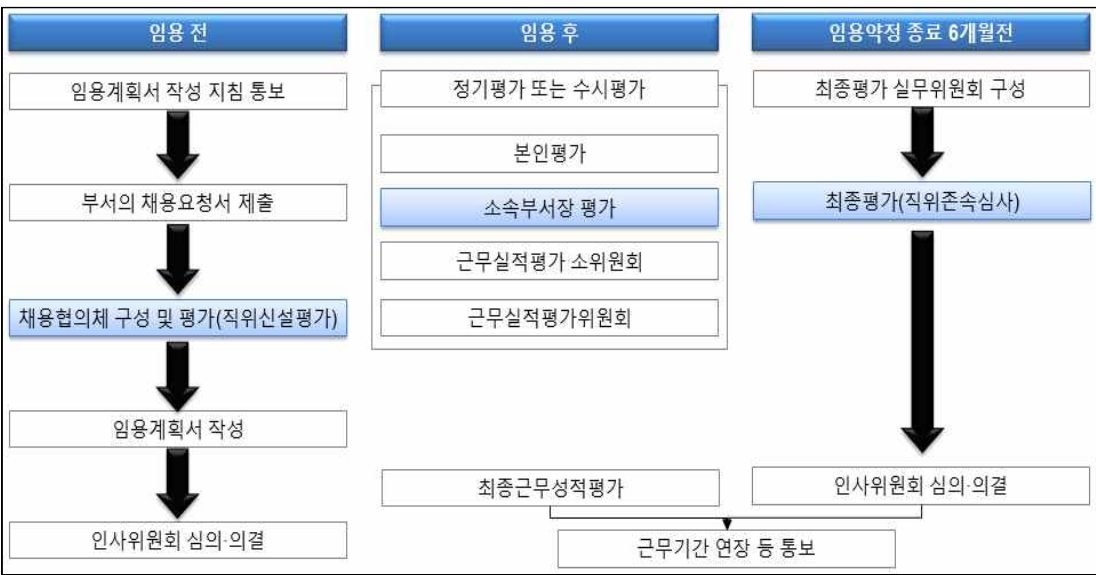 임용 전
임용계획서 작성 지침 통보
부서의 채용요청서 제출
채용협의체 구성 및 평가(직위신설평가)
임용계획서 작성
인사위원회 심의·의결
임용 후
정기평가 또는 수시평가
본인평가
소속부서장 평가
근무실적평가 소위원회
근무실적평가위원회
최종근무성적평가
임용약정 종료 6개월전
최종평가 실무위원회 구성
최종평가(직위존속심사)
인사위원회 심의·의결
근무기간 연장 등 통보